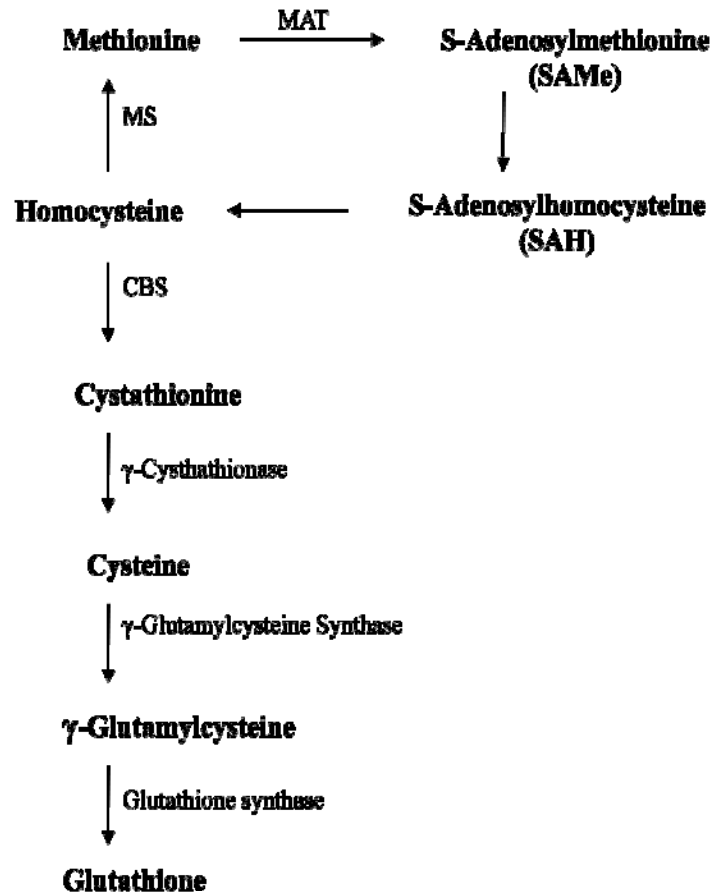 Methionine
MAT
S-Adenosylmethionine
(SAMe)
MS
Homocysteine
S-Adenosylhomocysteine
(SAH)
CBS
Cystathionine
γ-Cysthathionase
Cysteine
γ-Glutamylcysteine Synthase
γ-Glutamylcysteine
Glutathione synthase
Glutathione